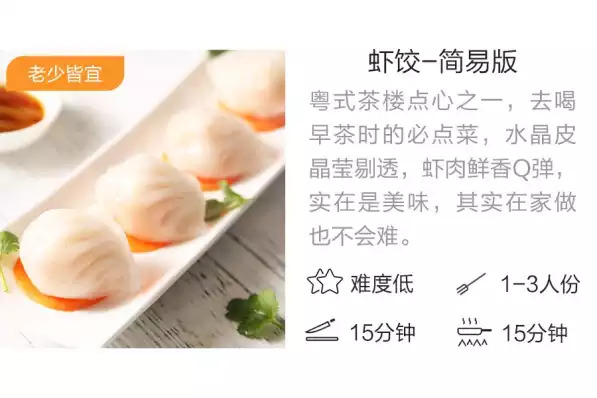 老少皆宜
虾饺-简易版
粤式茶楼点心之一，去喝
早茶时的必点菜，水晶皮
晶莹剔透，虾肉鲜香Q弹，
实在是美味，其实在家做
也不会难。
难度低
1-3人份
15分钟
15分钟